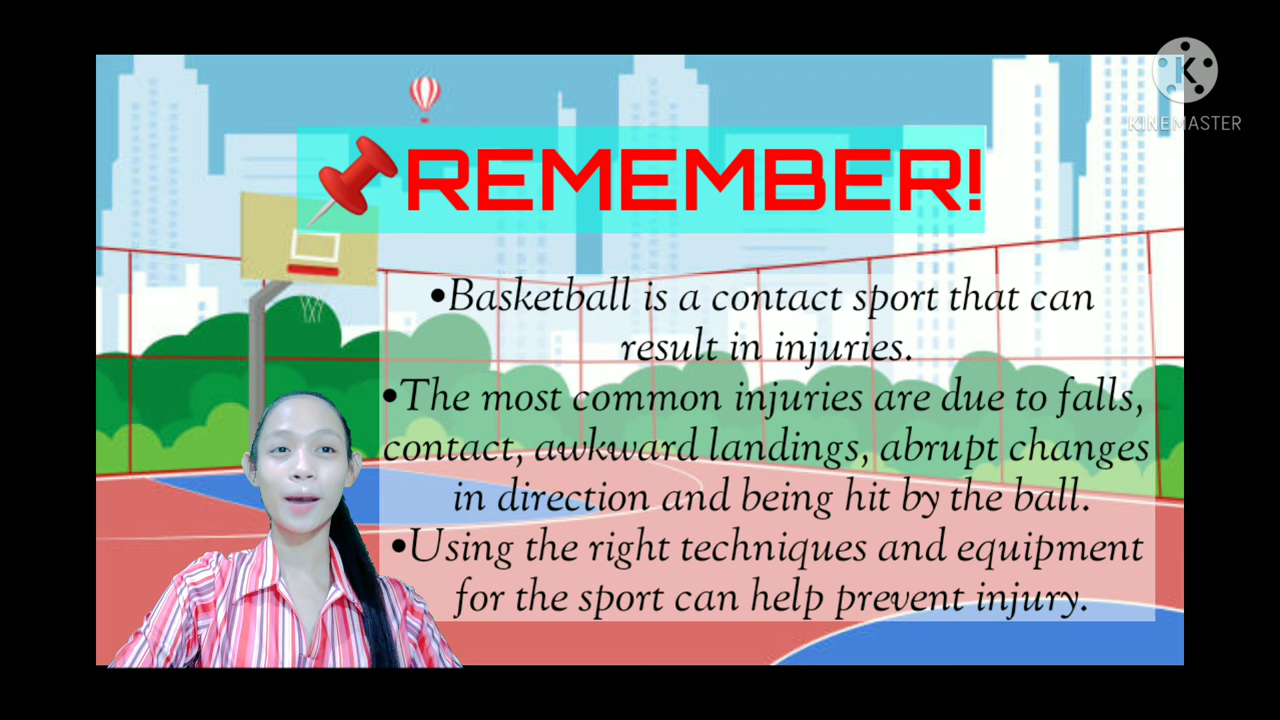 K
KINEMASTER
REMEMBER!
•Basketball is a contact sport that can
result in injuries.
•The most common injuries are due to falls,
contact, awkward landings, abrupt changes
in direction and being hit by the ball.
•Using the right techniques and equipment
for the sport can help prevent injury.